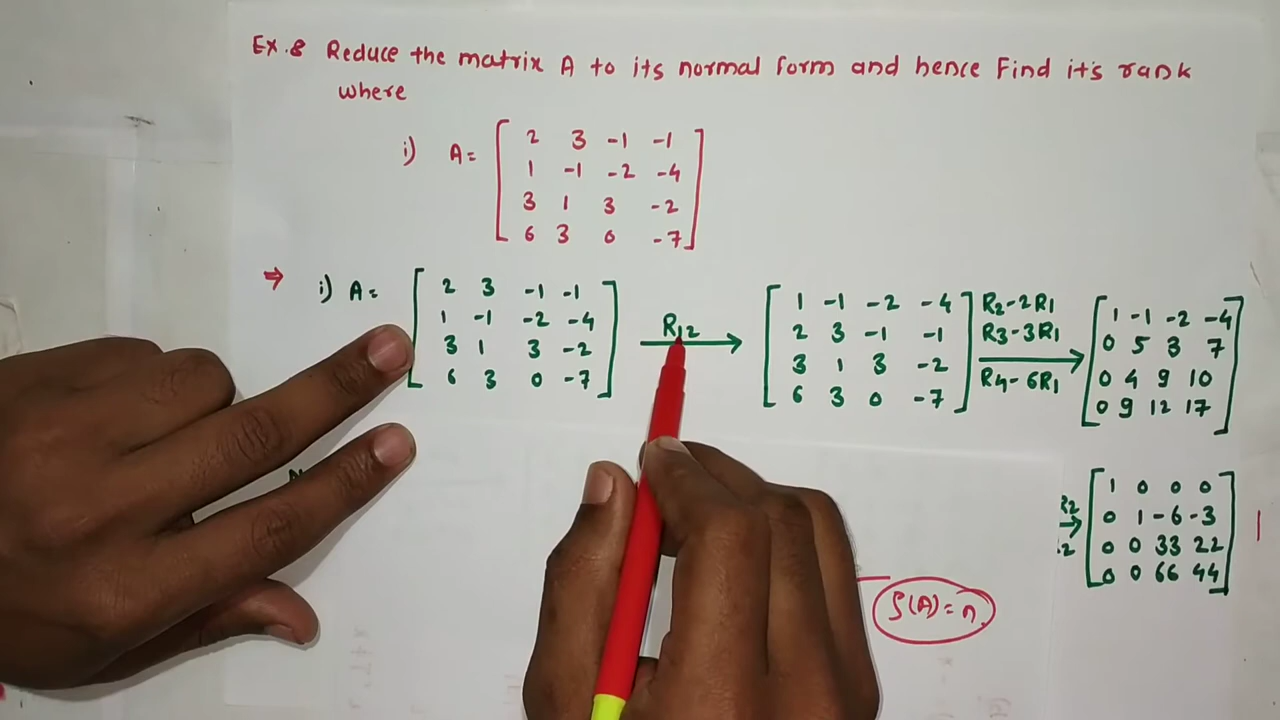 Ex.8 Reduce the matrix A to its normal form and hence Find it's rank
where
i) A=
2 3 -1 -1
1 -1 -2 -4
3 1 3 -2
6 3 0 -7
⇒ i) A=
2 3 -1 -1
1 -1 -2 -4
3 1 3 -2
6 3 0 -7
R12
1 -1 -2 -4
2 3 -1 -1
3 1 3 -2
6 3 0 -7
R2-2R1
R3-3R1
R4-6R1
1 -1 -2 -4
0 5 3 7
0 4 9 10
0 9 12 17
R2
2
1 0 0 0
0 1 -6 -3
0 0 33 22
0 0 66 44
ρ(A)=n